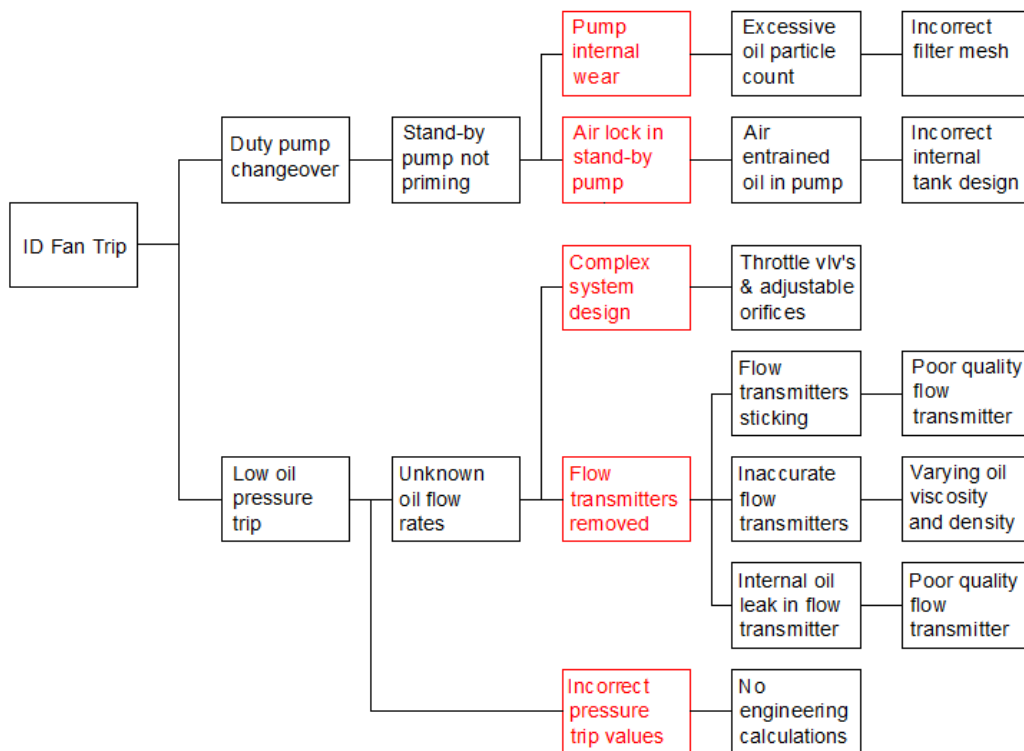 Pump
internal
wear
Excessive
oil particle
count
Incorrect
filter mesh
Duty pump
changeover
Stand-by
pump not
priming
Air lock in
stand-by
pump
Air
entrained
oil in pump
Incorrect
internal
tank design
ID Fan Trip
Complex
system
design
Throttle vlv's
& adjustable
orifices
Flow
transmitters
sticking
Poor quality
flow
transmitter
Low oil
pressure
trip
Unknown
oil flow
rates
Flow
transmitters
removed
Inaccurate
flow
transmitters
Varying oil
viscosity
and density
Internal oil
leak in flow
transmitter
Poor quality
flow
transmitter
Incorrect
pressure
trip values
No
engineering
calculations